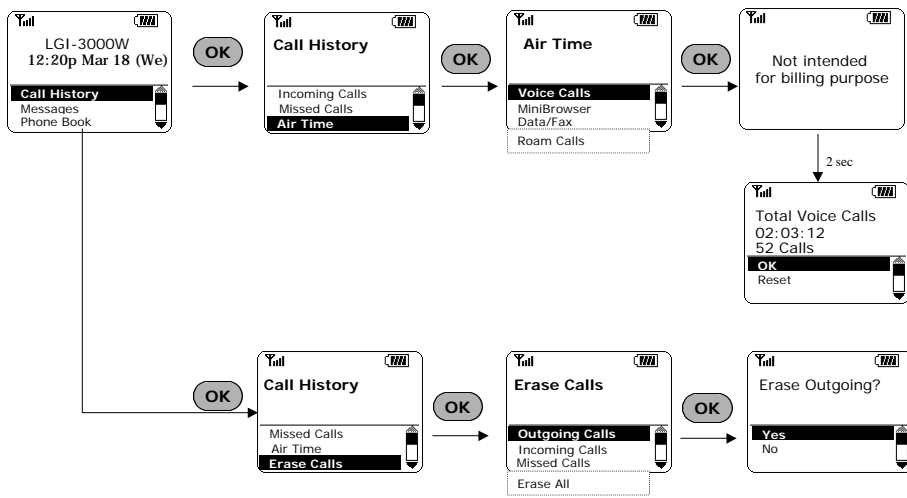 LGI-3000W
12:20p Mar 18 (We)
Call History
Messages
Phone Book
OK
Call History
Incoming Calls
Missed Calls
Air Time
OK
Air Time
Voice Calls
MiniBrowser
Data/Fax
Roam Calls
OK
Not intended
for billing purpose
2 sec
Total Voice Calls
02:03:12
52 Calls
OK
Reset
OK
Call History
Missed Calls
Air Time
Erase Calls
OK
Erase Calls
Outgoing Calls
Incoming Calls
Missed Calls
Erase All
OK
Erase Outgoing?
Yes
No